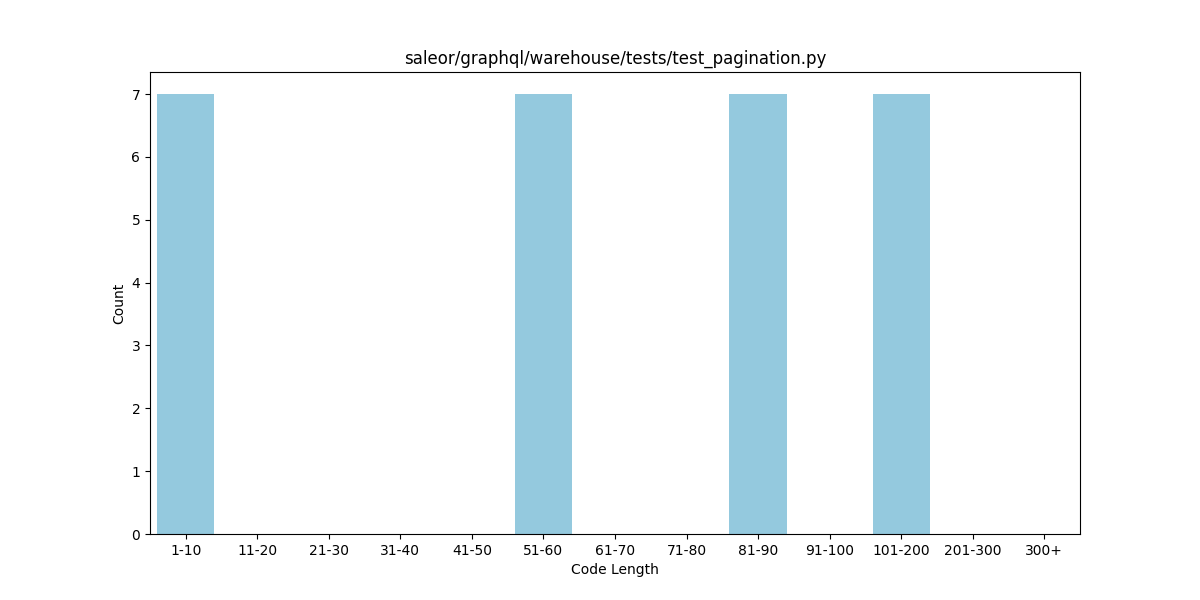 saleor/graphql/warehouse/tests/test_pagination.py
7
6
5
4
3
2
1
0
Count
1-10 11-20 21-30 31-40 41-50 51-60 61-70 71-80 81-90 91-100 101-200 201-300 300+
Code Length